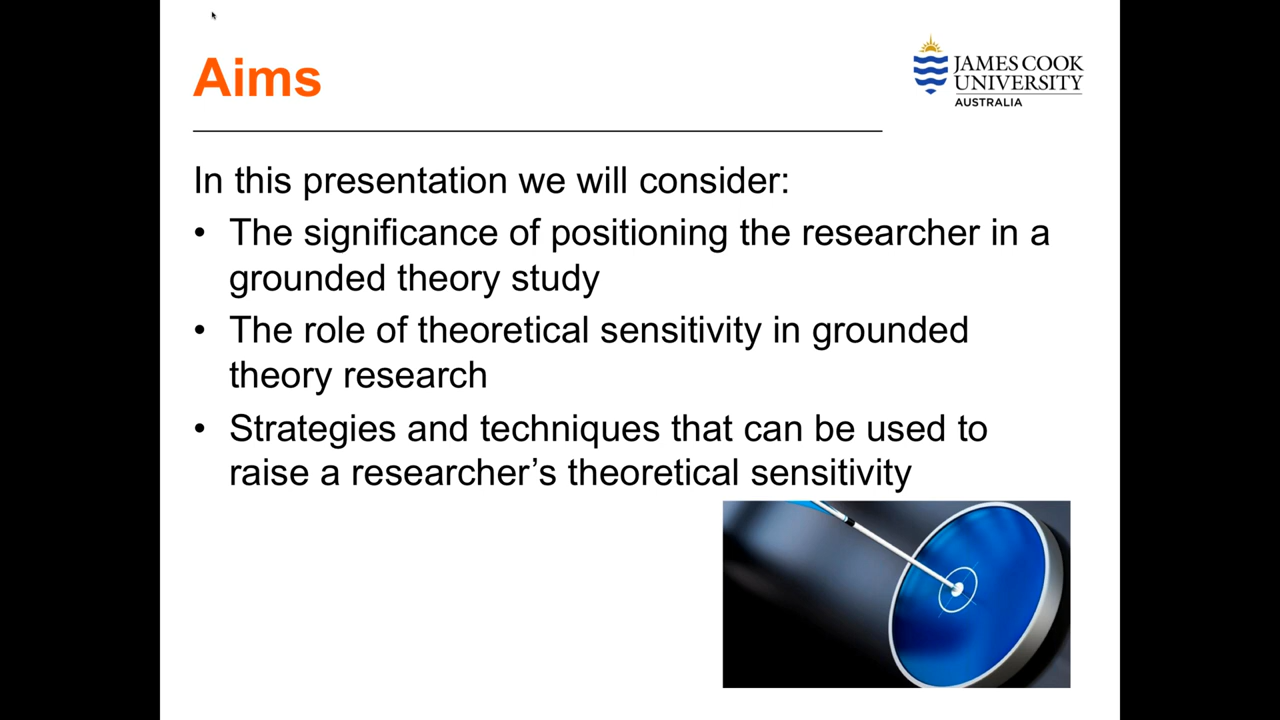 Aims
JAMES COOK
UNIVERSITY
AUSTRALIA
In this presentation we will consider:
• The significance of positioning the researcher in a
grounded theory study
• The role of theoretical sensitivity in grounded
theory research
• Strategies and techniques that can be used to
raise a researcher’s theoretical sensitivity